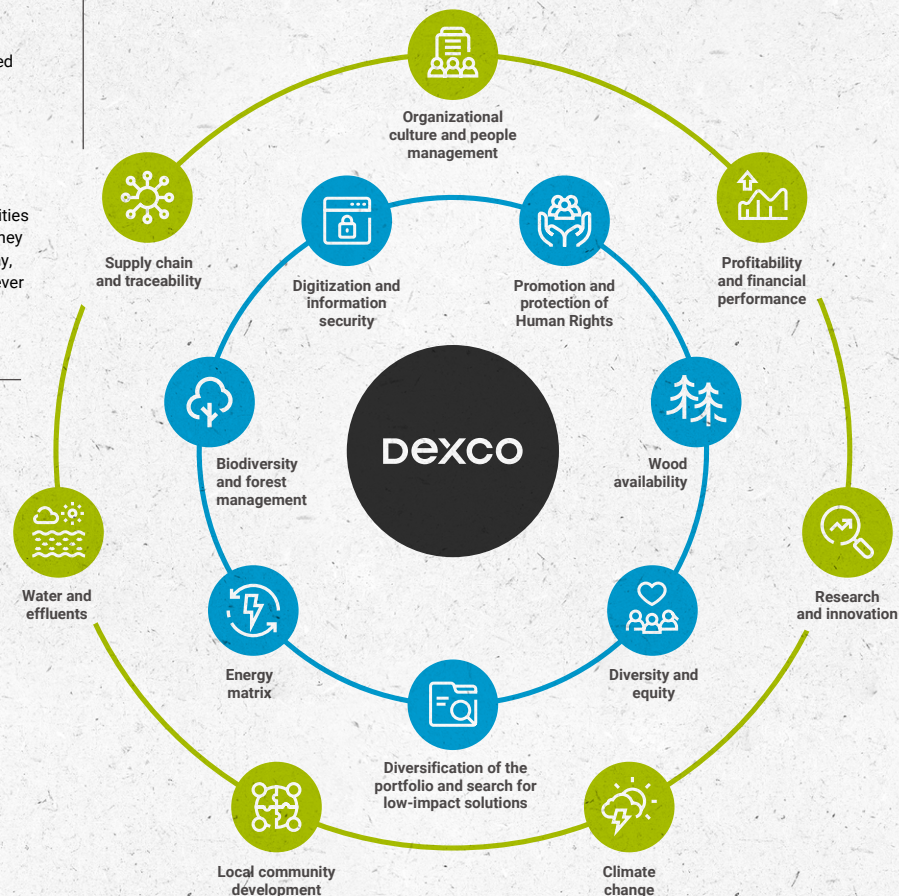 ed
ities
hey
y,
ever
Organizational
culture and people
management
Supply chain
and traceability
Profitability
and financial
performance
Digitization and
information
security
Promotion and
protection of
Human Rights
Biodiversity
and forest
management
DEXCO
Wood
availability
Water and
effluents
Research
and innovation
Energy
matrix
Diversity and
equity
Diversification of the
portfolio and search for
low-impact solutions
Local community
development
Climate
change